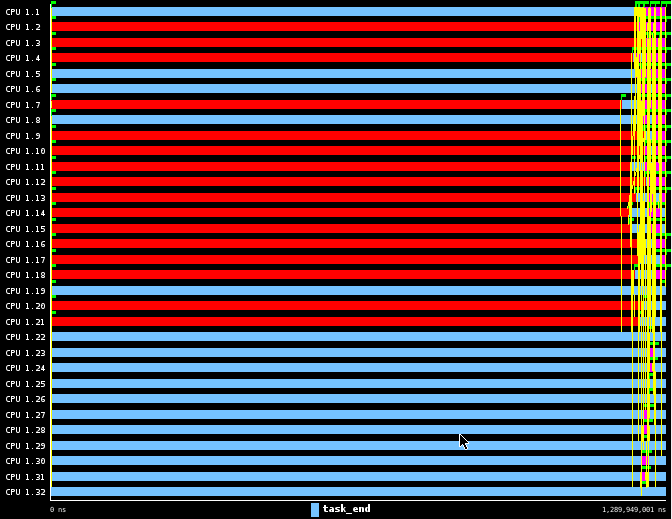 CPU 1.1
CPU 1.2
CPU 1.3
CPU 1.4
CPU 1.5
CPU 1.6
CPU 1.7
CPU 1.8
CPU 1.9
CPU 1.10
CPU 1.11
CPU 1.12
CPU 1.13
CPU 1.14
CPU 1.15
CPU 1.16
CPU 1.17
CPU 1.18
CPU 1.19
CPU 1.20
CPU 1.21
CPU 1.22
CPU 1.23
CPU 1.24
CPU 1.25
CPU 1.26
CPU 1.27
CPU 1.28
CPU 1.29
CPU 1.30
CPU 1.31
CPU 1.32
0 ns task_end 1,289,949,001 ns